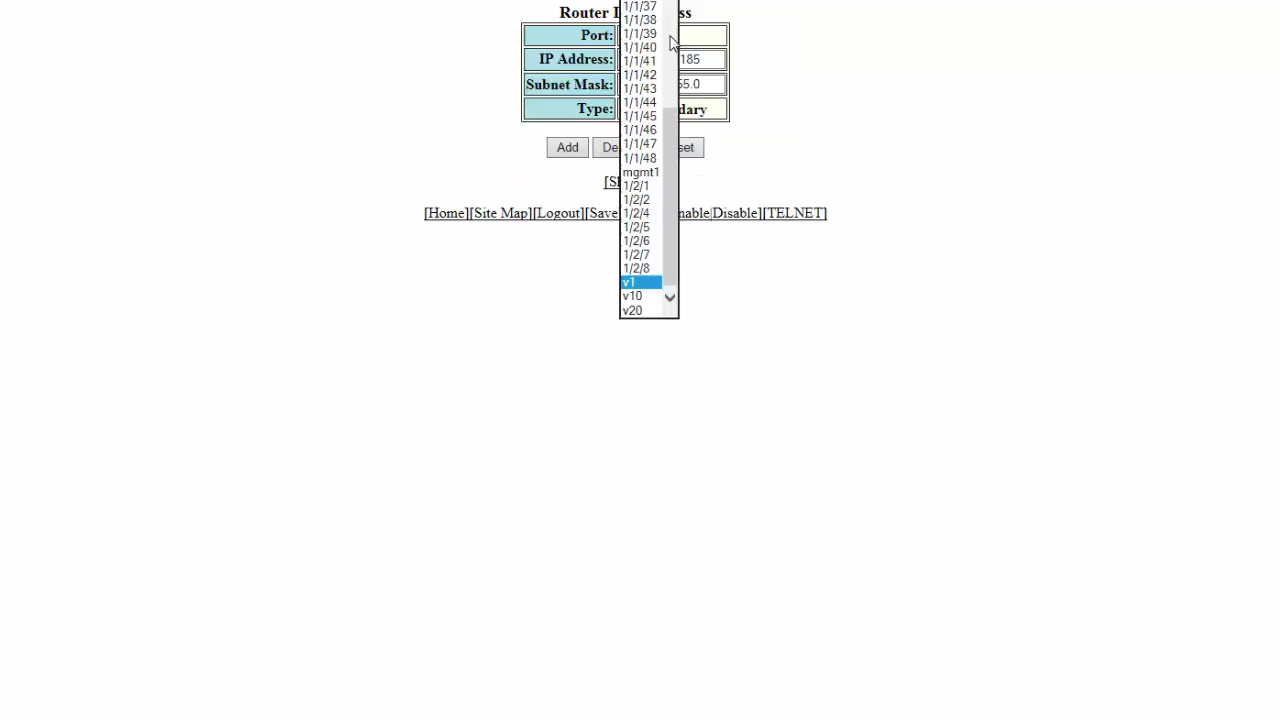 Router I ss
Port:
IP Address: 185
Subnet Mask: 55.0
Type: dary
Add De set
[Sl
[Home][Site Map][Logout][Save nable|Disable][TELNET]
1/1/37
1/1/38
1/1/39
1/1/40
1/1/41
1/1/42
1/1/43
1/1/44
1/1/45
1/1/46
1/1/47
1/1/48
mgmt1
1/2/1
1/2/2
1/2/4
1/2/5
1/2/6
1/2/7
1/2/8
v1
v10
v20